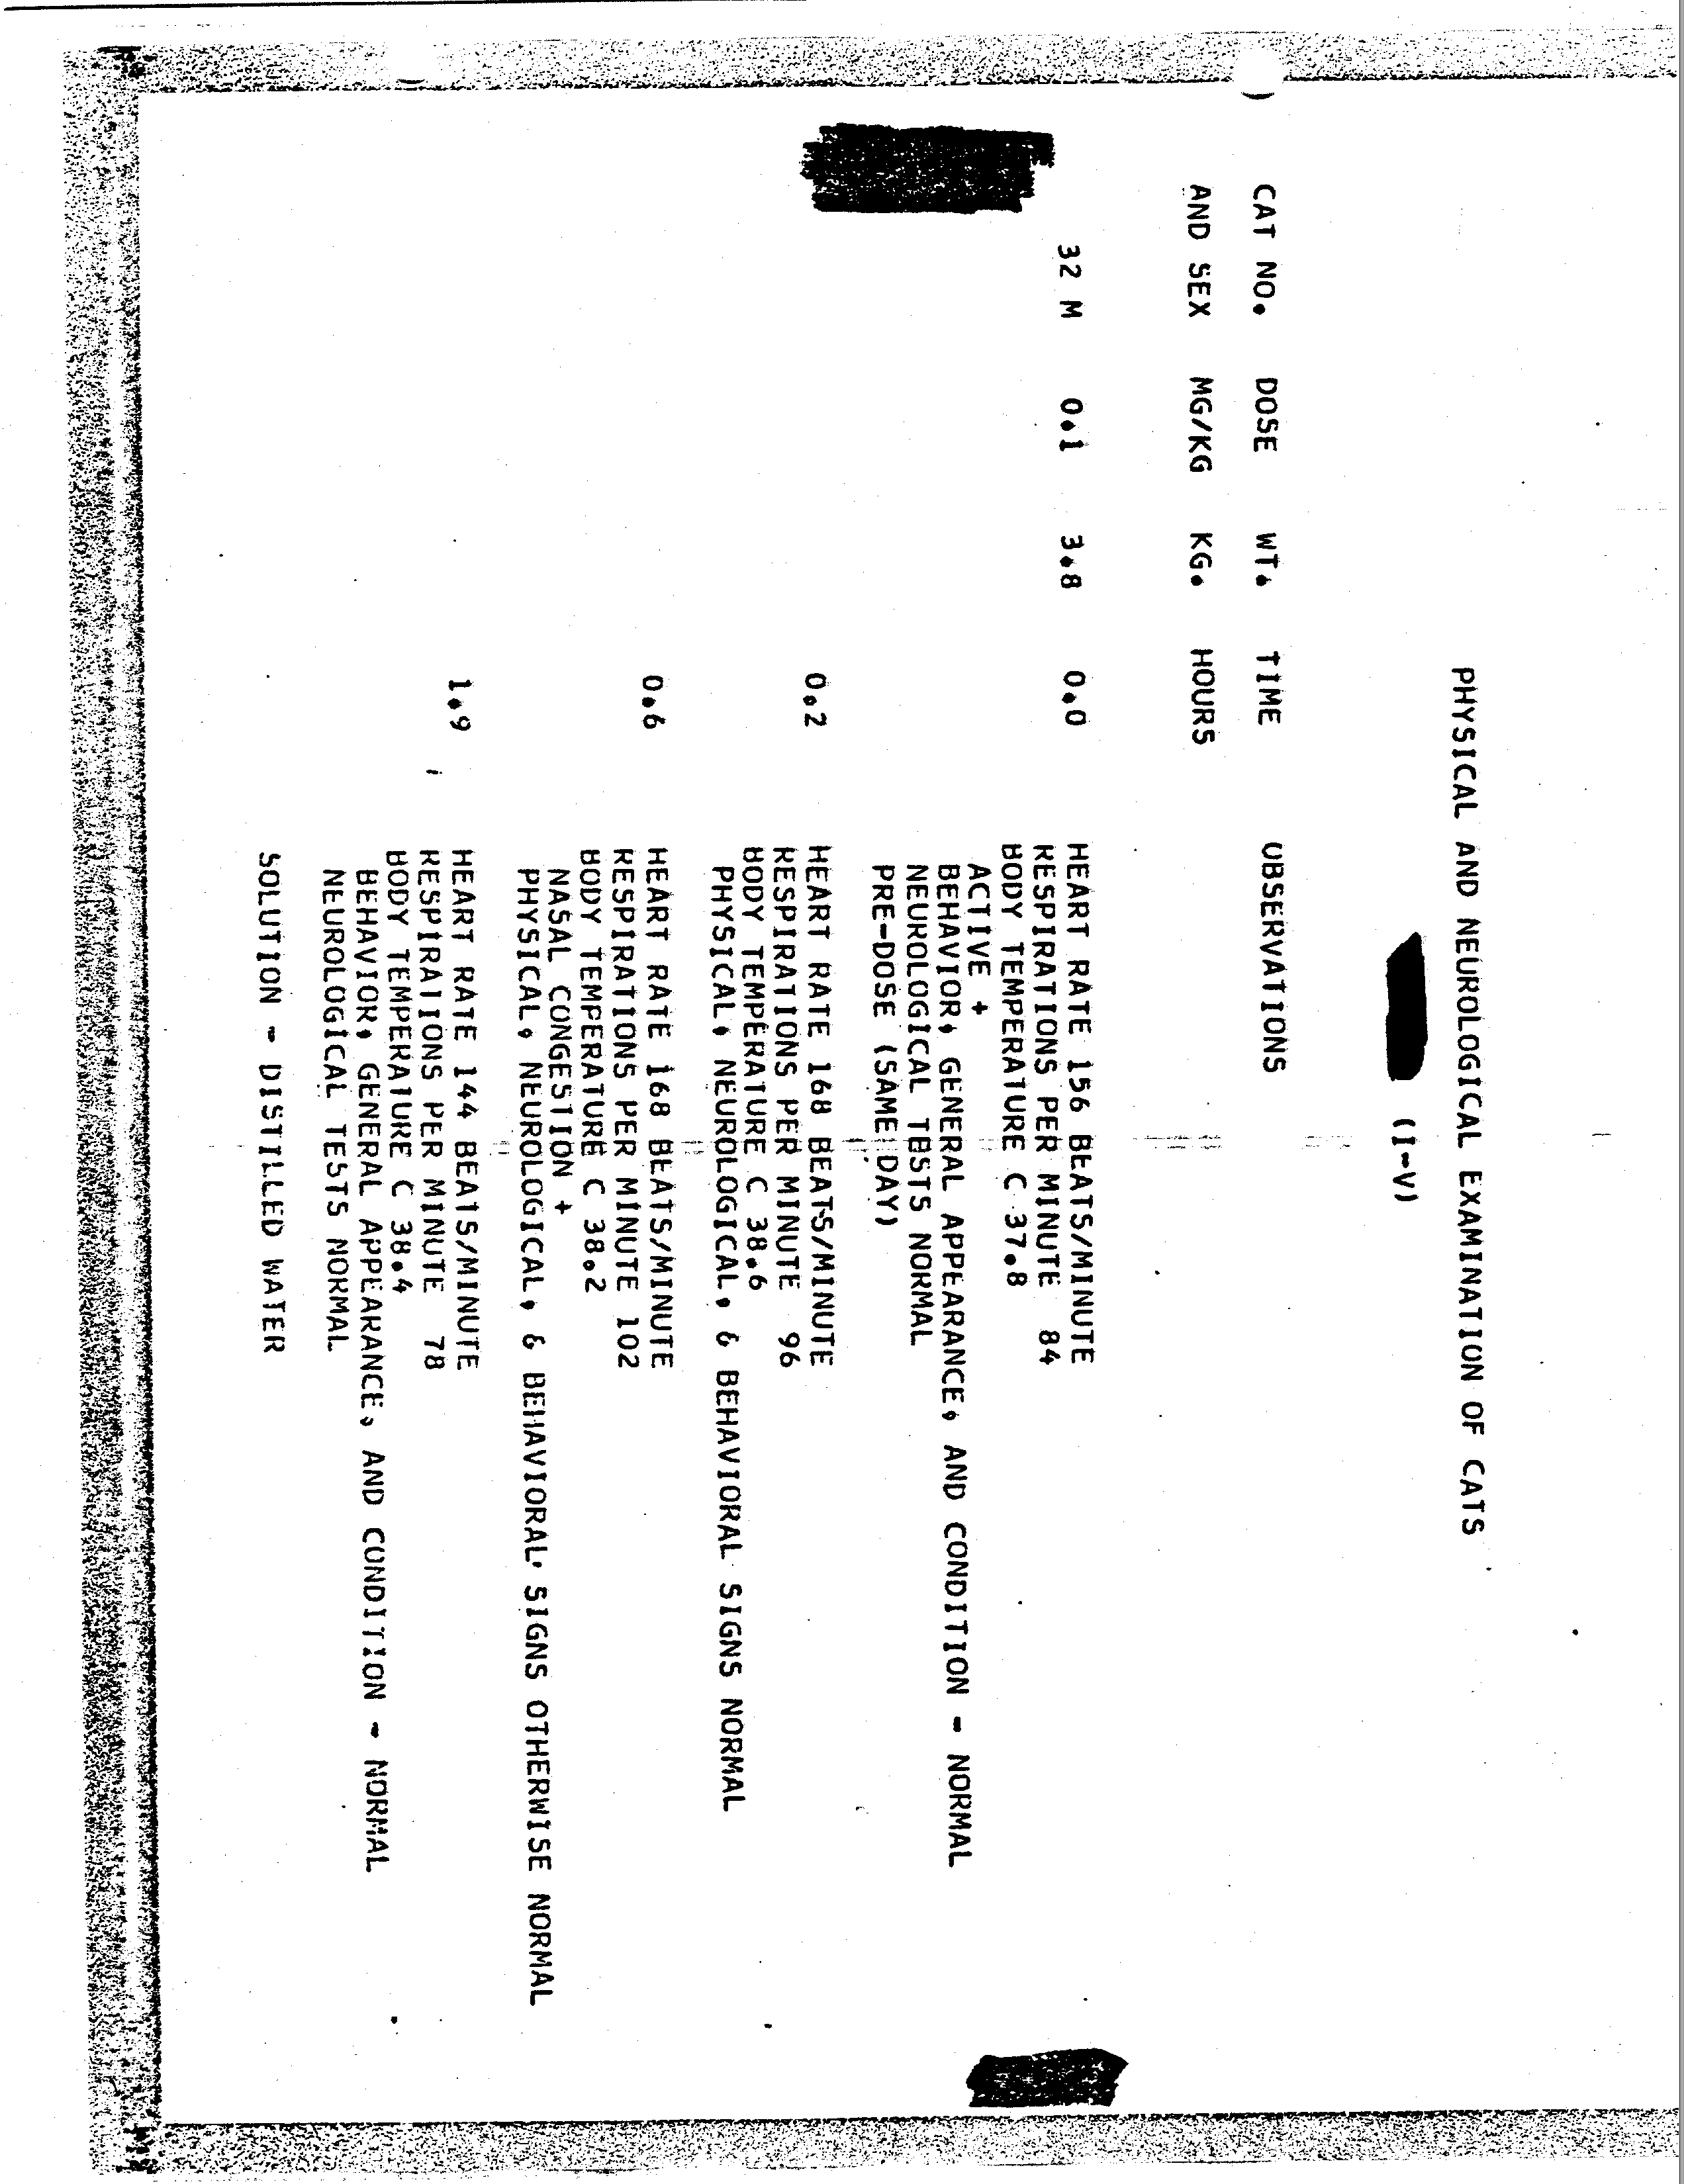 PHYSICAL AND NEUROLOGICAL EXAMINATION OF CATS
(I-V)
CAT NO. DOSE WT. TIME OBSERVATIONS
AND SEX MG/KG KG. HOURS
32 M 0.1 3.8 0.0 HEART RATE 156 BEATS/MINUTE
RESPIRATIONS PER MINUTE 84
BODY TEMPERATURE C 37.8
ACTIVE +
BEHAVIOR, GENERAL APPEARANCE, AND CONDITION - NORMAL
NEUROLOGICAL TESTS NORMAL
PRE-DOSE (SAME DAY)
0.2 HEART RATE 168 BEATS/MINUTE
RESPIRATIONS PER MINUTE 96
BODY TEMPERATURE C 38.6
PHYSICAL, NEUROLOGICAL, & BEHAVIORAL SIGNS NORMAL
0.6 HEART RATE 168 BEATS/MINUTE
RESPIRATIONS PER MINUTE 102
BODY TEMPERATURE C 38.2
NASAL CONGESTION +
PHYSICAL, NEUROLOGICAL, & BEHAVIORAL SIGNS OTHERWISE NORMAL
1.9 HEART RATE 144 BEATS/MINUTE
RESPIRATIONS PER MINUTE 78
BODY TEMPERATURE C 38.4
BEHAVIOR, GENERAL APPEARANCE, AND CONDITION - NORMAL
NEUROLOGICAL TESTS NORMAL
SOLUTION - DISTILLED WATER